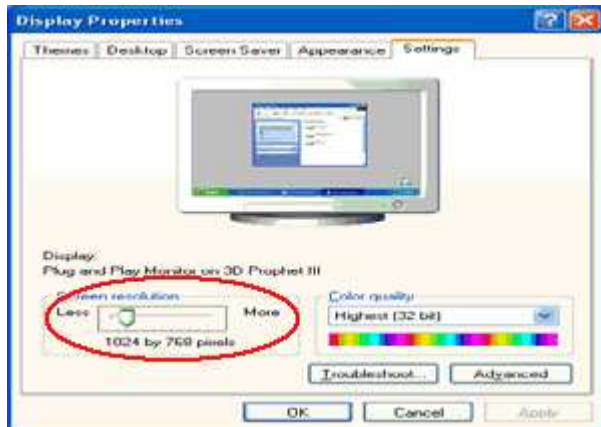 Display Properties
Themes Desktop Screen Saver Appearance Settings
Display:
Plug and Play Monitor on 3D Prophet III
Screen resolution
Less More
1024 by 768 pixels
Color quality
Highest (32 bit)
Troubleshoot... Advanced
OK Cancel Apply